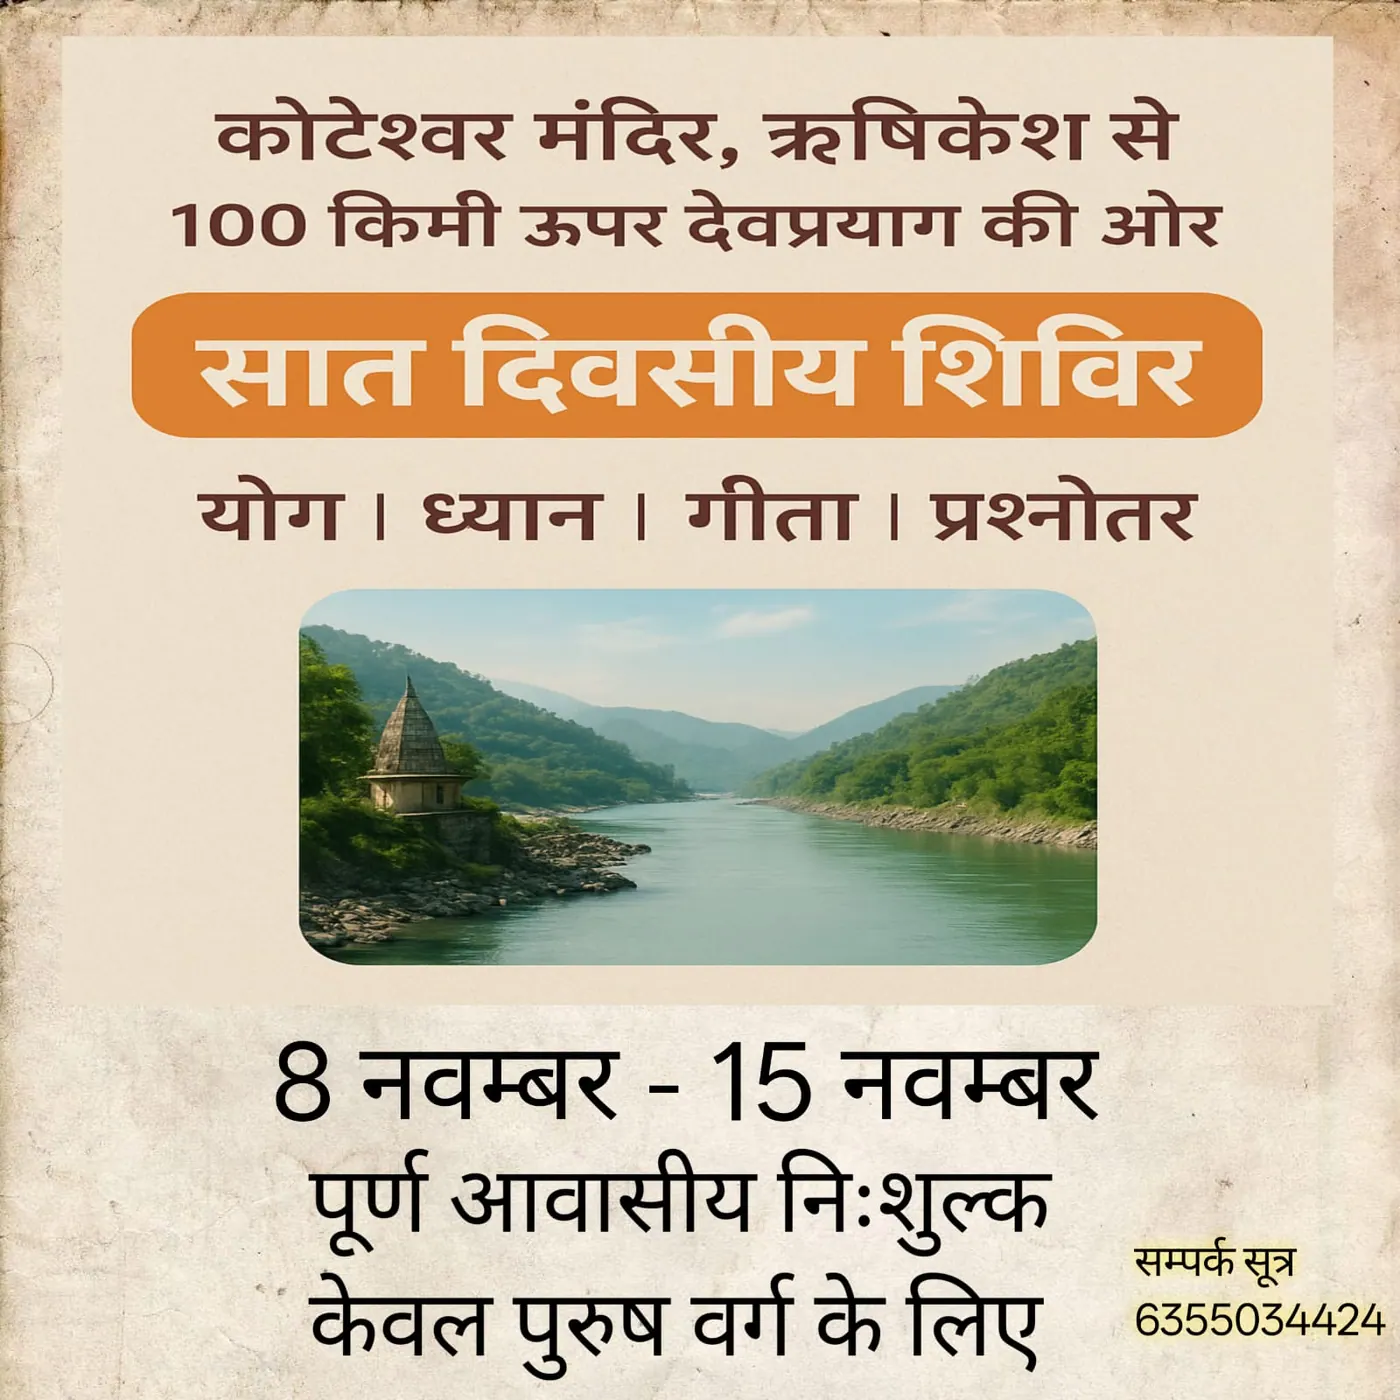 कोटेश्वर मंदिर, ऋषिकेश से
100 किमी ऊपर देवप्रयाग की ओर
सात दिवसीय शिविर
योग । ध्यान । गीता । प्रश्नोतर
8 नवम्बर - 15 नवम्बर
पूर्ण आवासीय निःशुल्क
केवल पुरुष वर्ग के लिए
सम्पर्क सूत्र
6355034424